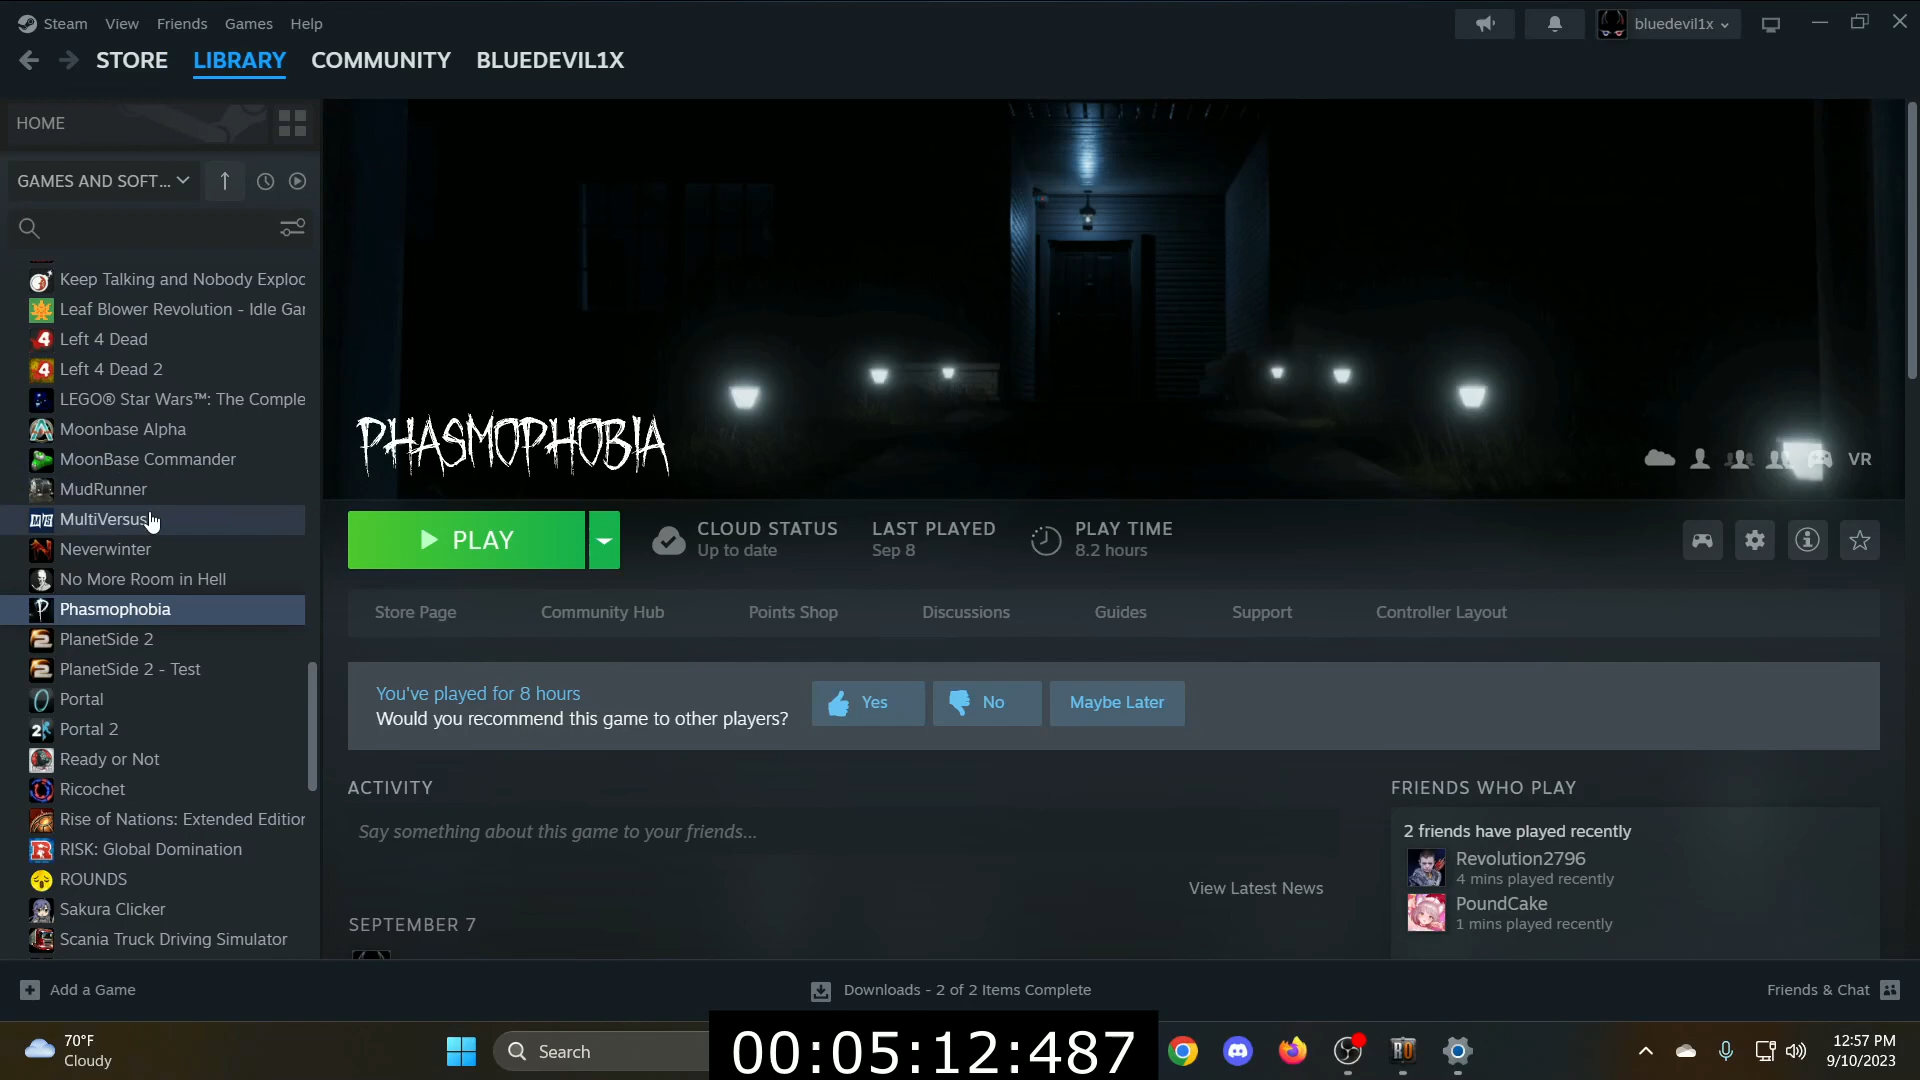 Steam View Friends Games Help
bluedevil1x
STORE LIBRARY COMMUNITY BLUEDEVIL1X
HOME
GAMES AND SOFT...
Keep Talking and Nobody Explo
Leaf Blower Revolution - Idle Gar
Left 4 Dead
Left 4 Dead 2
LEGO® Star Wars™: The Comple
Moonbase Alpha
MoonBase Commander
MudRunner
MultiVersus
Neverwinter
No More Room in Hell
Phasmophobia
PlanetSide 2
PlanetSide 2 - Test
Portal
Portal 2
Ready or Not
Ricochet
Rise of Nations: Extended Edition
RISK: Global Domination
ROUNDS
Sakura Clicker
Scania Truck Driving Simulator
PHASMOPHOBIA
VR
PLAY
CLOUD STATUS
Up to date
LAST PLAYED
Sep 8
PLAY TIME
8.2 hours
Store Page Community Hub Points Shop Discussions Guides Support Controller Layout
You've played for 8 hours
Would you recommend this game to other players?
Yes No Maybe Later
ACTIVITY
Say something about this game to your friends...
View Latest News
SEPTEMBER 7
FRIENDS WHO PLAY
2 friends have played recently
Revolution2796
4 mins played recently
PoundCake
1 mins played recently
Add a Game
Downloads - 2 of 2 Items Complete
Friends & Chat
70°F
Cloudy
Search
00:05:12:487
RO
12:57 PM
9/10/2023